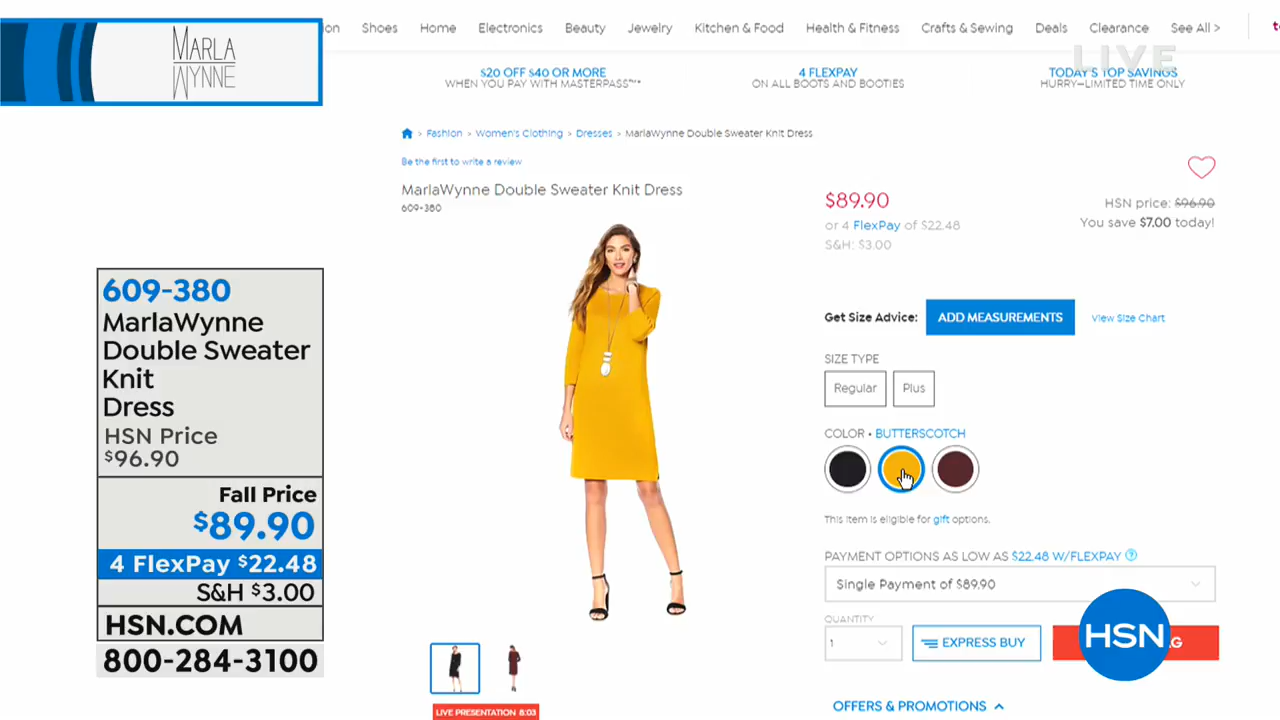 MARLA
WYNNE
Shoes Home Electronics Beauty Jewelry Kitchen & Food Health & Fitness Crafts & Sewing Deals Clearance See All >
LIVE
$20 OFF $40 OR MORE
WHEN YOU PAY WITH MASTERPASS™*
4 FLEXPAY
ON ALL BOOTS AND BOOTIES
TODAY'S TOP SAVINGS
HURRY—LIMITED TIME ONLY
> Fashion > Women's Clothing > Dresses > MarlaWynne Double Sweater Knit Dress
Be the first to write a review
MarlaWynne Double Sweater Knit Dress
609-380
$89.90
or 4 FlexPay of $22.48
S&H: $3.00
HSN price: $96.90
You save $7.00 today!
Get Size Advice: ADD MEASUREMENTS View Size Chart
SIZE TYPE
Regular Plus
COLOR • BUTTERSCOTCH
This item is eligible for gift options.
PAYMENT OPTIONS AS LOW AS $22.48 W/FLEXPAY ?
Single Payment of $89.90
QUANTITY
1
EXPRESS BUY
HSN
OFFERS & PROMOTIONS
LIVE PRESENTATION 8:03
609-380
MarlaWynne
Double Sweater
Knit
Dress
HSN Price
$96.90
Fall Price
$89.90
4 FlexPay $22.48
S&H $3.00
HSN.COM
800-284-3100